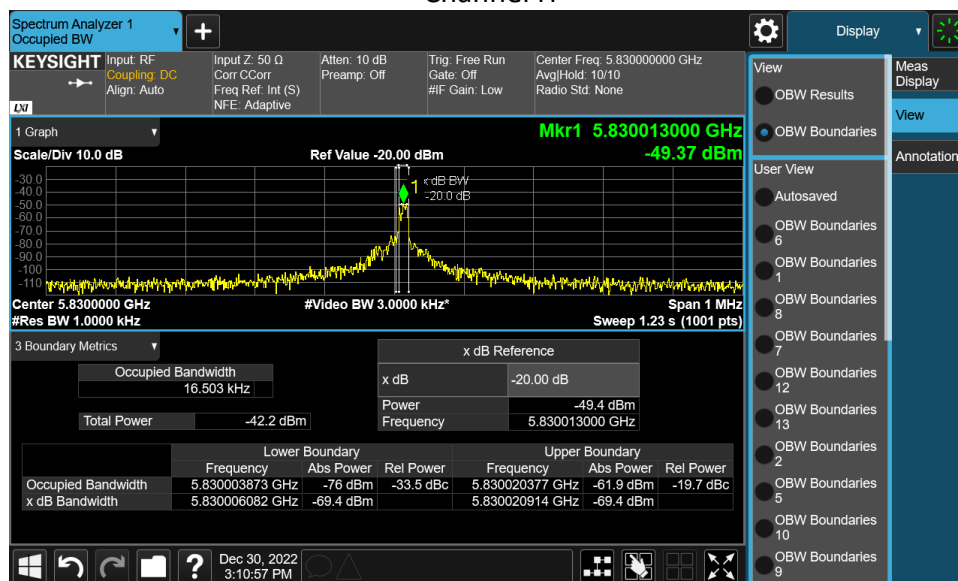 Spectrum Analyzer 1
Occupied BW
+
Display
KEYSIGHT
LXI
Input: RF
Coupling: DC
Align: Auto
Input Z: 50 Ω
Corr CCorr
Freq Ref: Int (S)
NFE: Adaptive
Atten: 10 dB
Preamp: Off
Trig: Free Run
Gate: Off
#IF Gain: Low
Center Freq: 5.830000000 GHz
Avg|Hold: 10/10
Radio Std: None
1 Graph
Mkr1 5.830013000 GHz
Scale/Div 10.0 dB
Ref Value -20.00 dBm
-49.37 dBm
x dB BW
-20.0 dB
1
-30.0
-40.0
-50.0
-60.0
-70.0
-80.0
-90.0
-100
-110
Center 5.8300000 GHz
#Video BW 3.0000 kHz*
Span 1 MHz
#Res BW 1.0000 kHz
Sweep 1.23 s (1001 pts)
3 Boundary Metrics
Occupied Bandwidth
16.503 kHz
Total Power -42.2 dBm
x dB Reference
x dB -20.00 dB
Power -49.4 dBm
Frequency 5.830013000 GHz
Lower Boundary Upper Boundary
Frequency Abs Power Rel Power Frequency Abs Power Rel Power
Occupied Bandwidth 5.830003873 GHz -76 dBm -33.5 dBc 5.830020377 GHz -61.9 dBm -19.7 dBc
x dB Bandwidth 5.830006082 GHz -69.4 dBm 5.830020914 GHz -69.4 dBm
?
Dec 30, 2022
3:10:57 PM
View
OBW Results
OBW Boundaries
User View
Autosaved
OBW Boundaries
6
OBW Boundaries
1
OBW Boundaries
8
OBW Boundaries
7
OBW Boundaries
12
OBW Boundaries
13
OBW Boundaries
2
OBW Boundaries
5
OBW Boundaries
10
OBW Boundaries
9
Meas
Display
View
Annotation